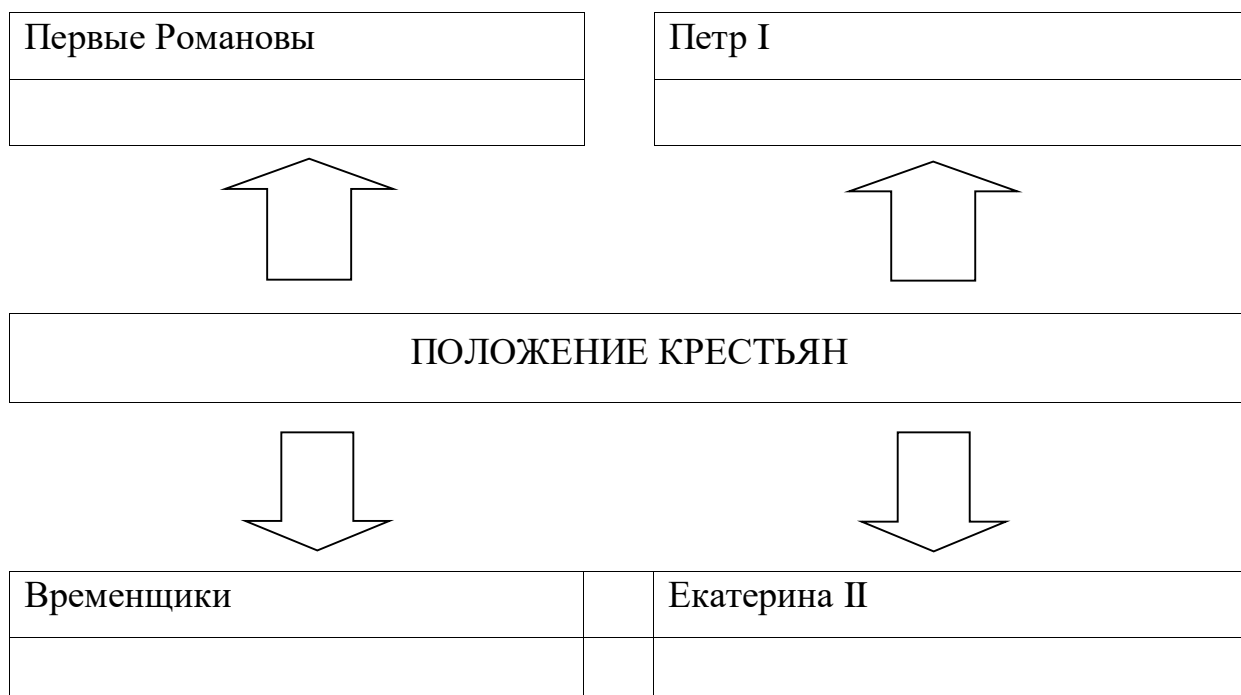 Первые Романовы
Петр I
ПОЛОЖЕНИЕ КРЕСТЬЯН
Временщики
Екатерина II